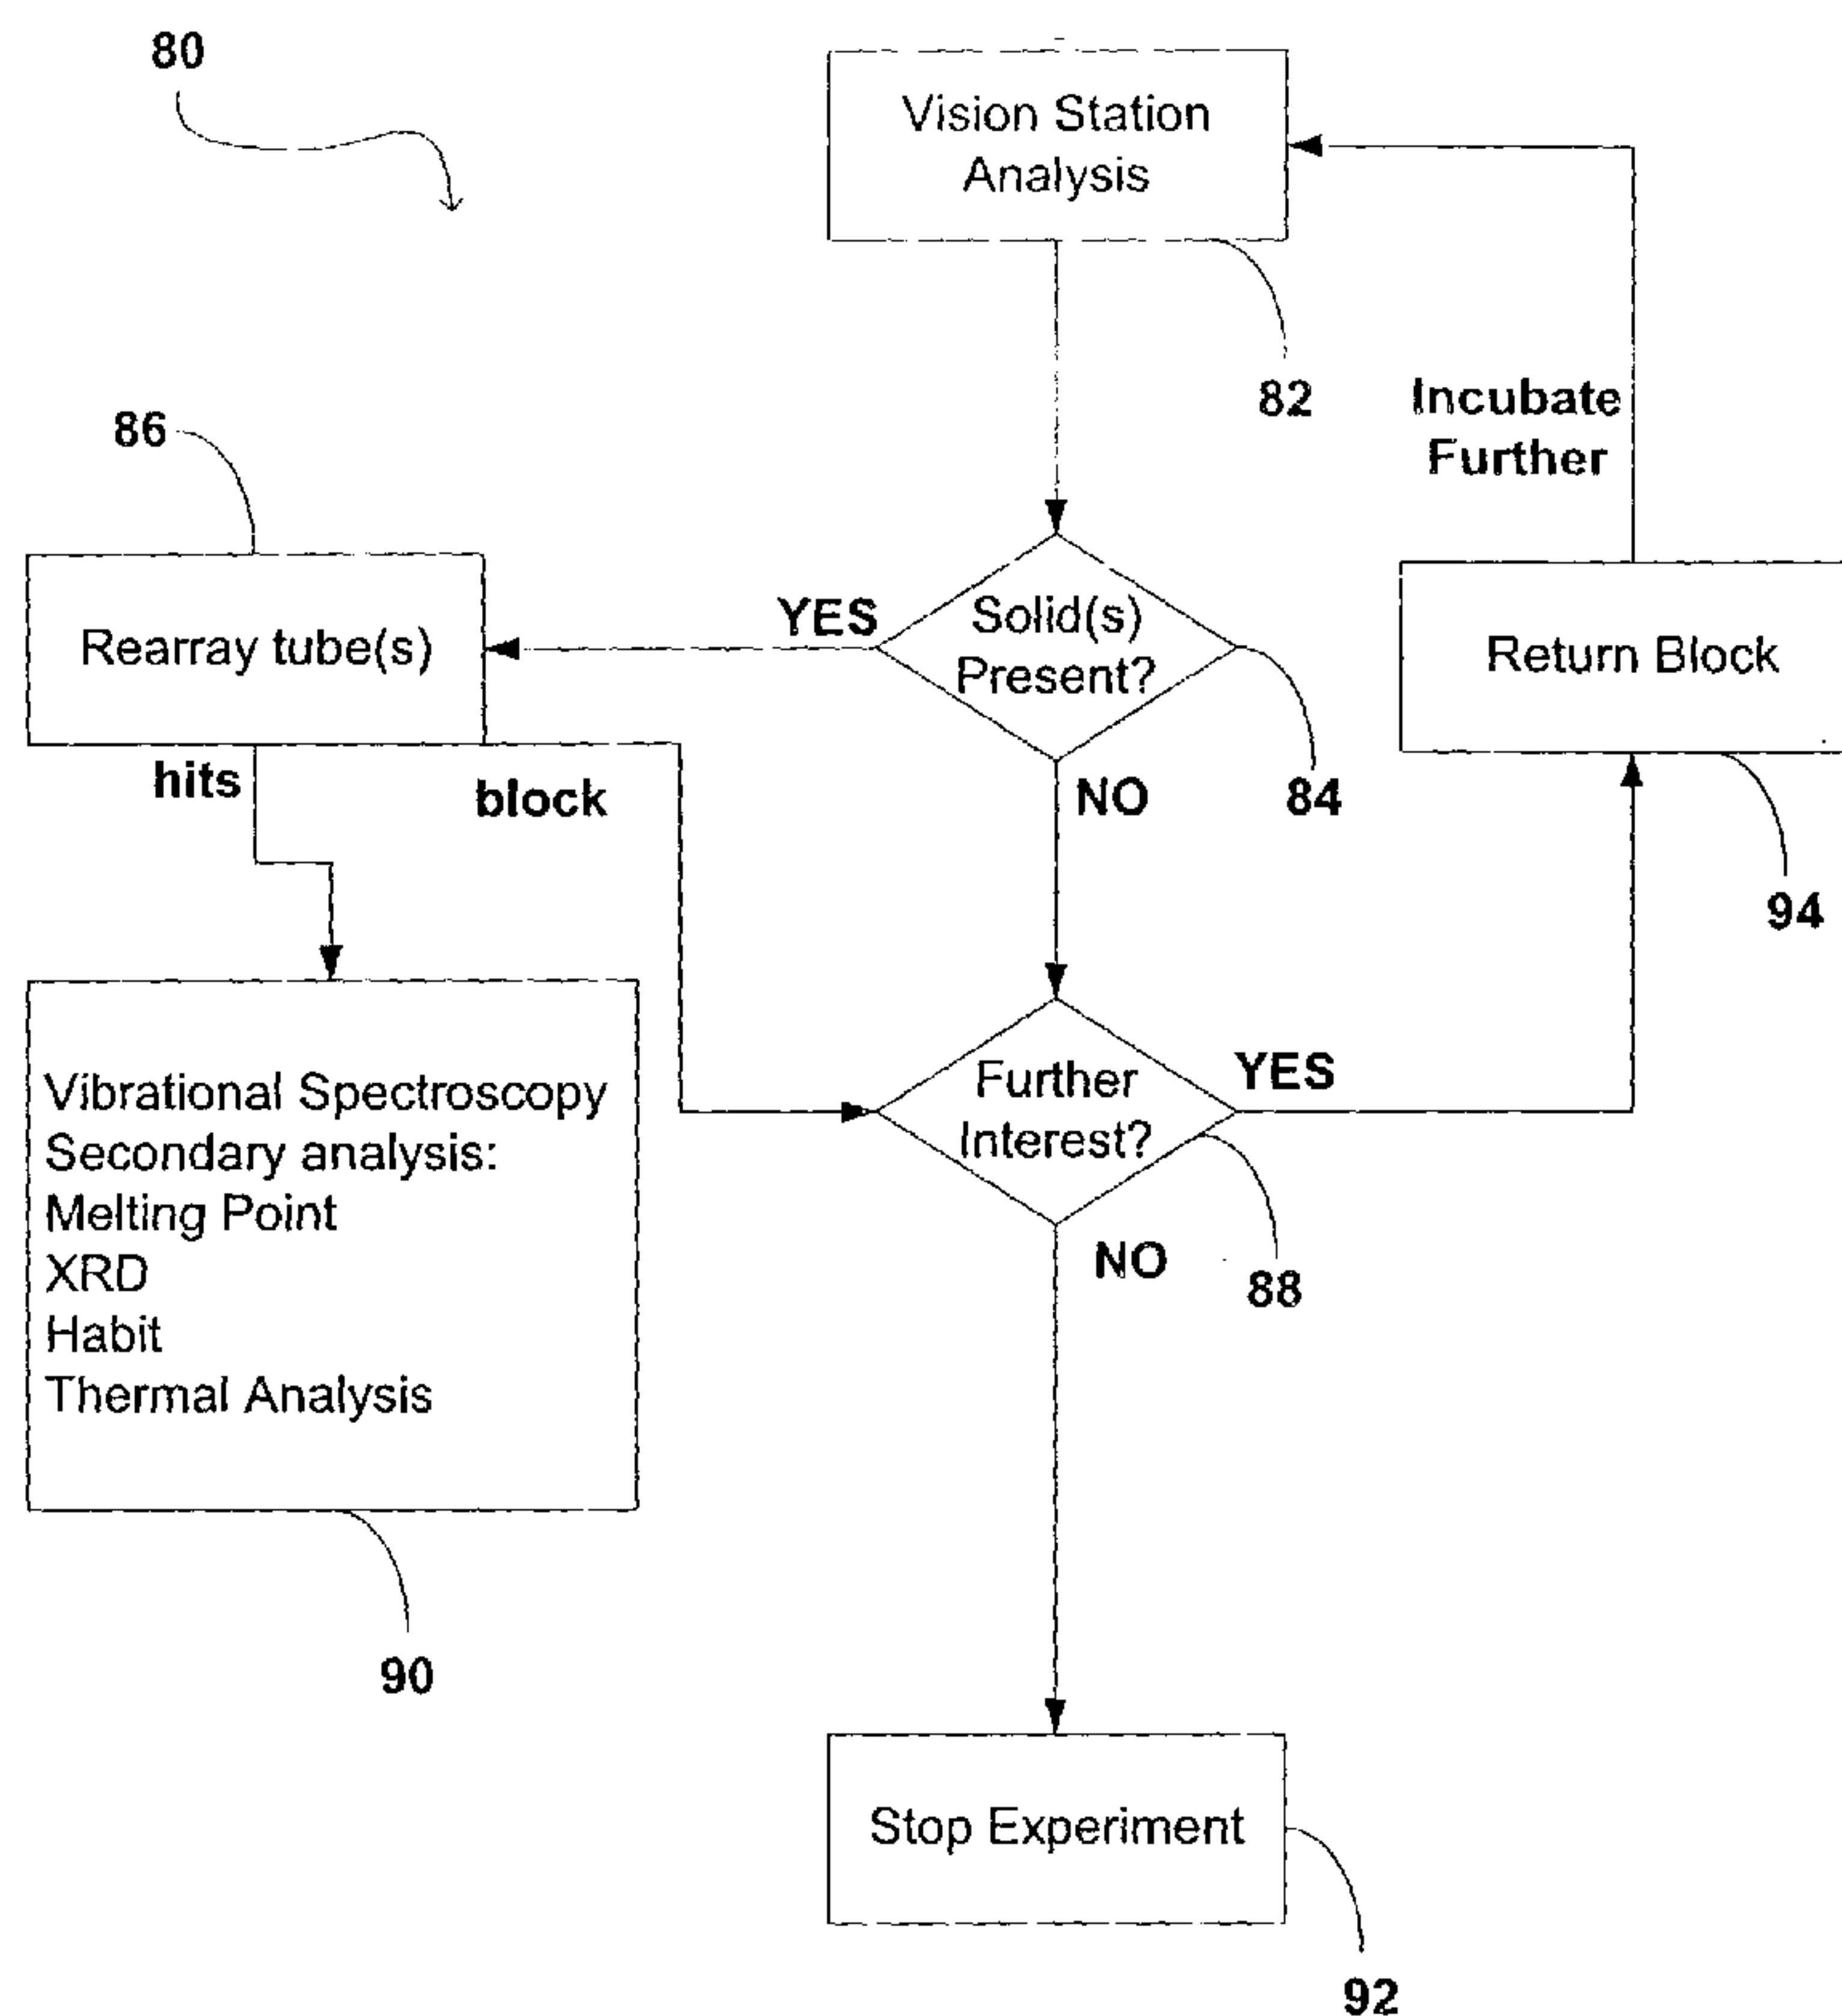 80
Vision Station
Analysis
82
Incubate
Further
86
Rearray tube(s)
YES
Solid(s)
Present?
Return Block
hits
block
NO
84
94
Vibrational Spectroscopy
Secondary analysis:
Melting Point
XRD
Habit
Thermal Analysis
Further
Interest?
YES
NO
88
90
Stop Experiment
92